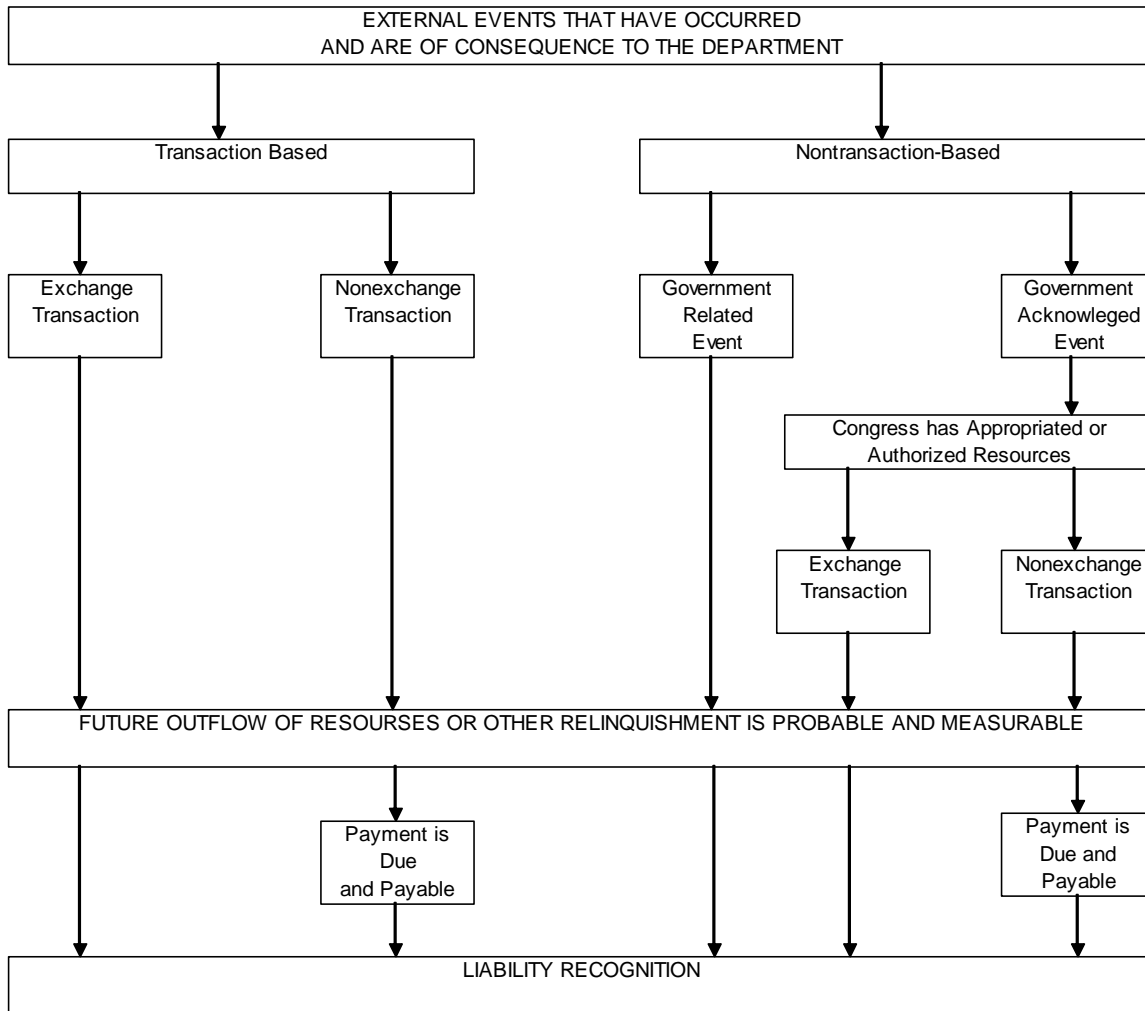 EXTERNAL EVENTS THAT HAVE OCCURRED
AND ARE OF CONSEQUENCE TO THE DEPARTMENT
Transaction Based
Nontransaction-Based
Exchange
Transaction
Nonexchange
Transaction
Government
Related
Event
Government
Acknowleged
Event
Congress has Appropriated or
Authorized Resources
Exchange
Transaction
Nonexchange
Transaction
FUTURE OUTFLOW OF RESOURSES OR OTHER RELINQUISHMENT IS PROBABLE AND MEASURABLE
Payment is
Due
and Payable
Payment is
Due and
Payable
LIABILITY RECOGNITION